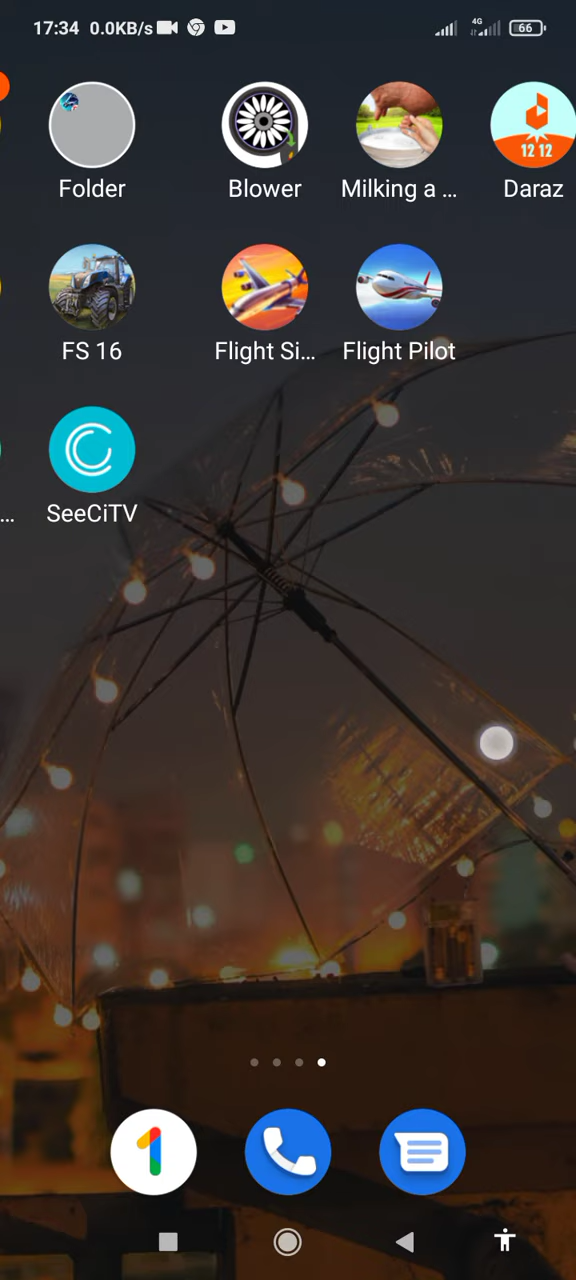 17:34 0.0KB/s 4G 66
Folder Blower Milking a ... Daraz
12 12
FS 16 Flight Si... Flight Pilot
... SeeCiTV